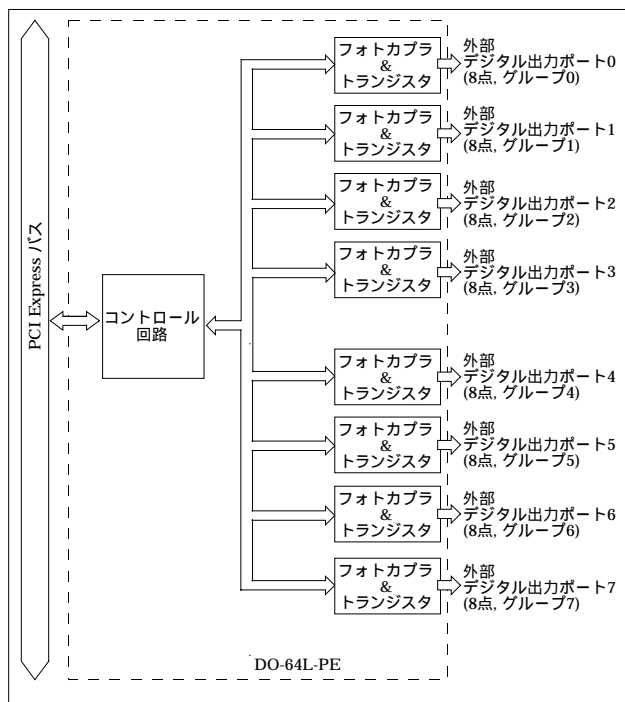 PCI Express バス
コントロール
回路
フォトカプラ
&
トランジスタ
外部
デジタル出力ポート0
(8点, グループ0)
フォトカプラ
&
トランジスタ
外部
デジタル出力ポート1
(8点, グループ1)
フォトカプラ
&
トランジスタ
外部
デジタル出力ポート2
(8点, グループ2)
フォトカプラ
&
トランジスタ
外部
デジタル出力ポート3
(8点, グループ3)
フォトカプラ
&
トランジスタ
外部
デジタル出力ポート4
(8点, グループ4)
フォトカプラ
&
トランジスタ
外部
デジタル出力ポート5
(8点, グループ5)
フォトカプラ
&
トランジスタ
外部
デジタル出力ポート6
(8点, グループ6)
フォトカプラ
&
トランジスタ
外部
デジタル出力ポート7
(8点, グループ7)
DO-64L-PE